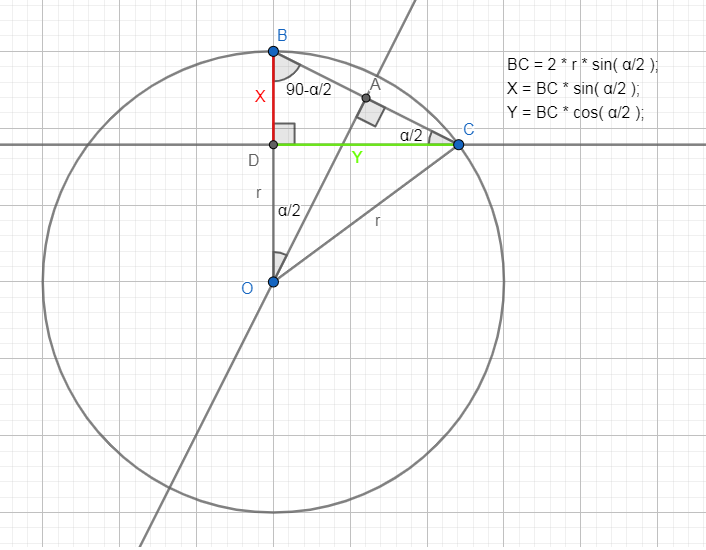 B
BC = 2 * r * sin( α/2 );
X = BC * sin( α/2 );
Y = BC * cos( α/2 );
A
X
90-α/2
C
α/2
D
Y
r
α/2
r
O